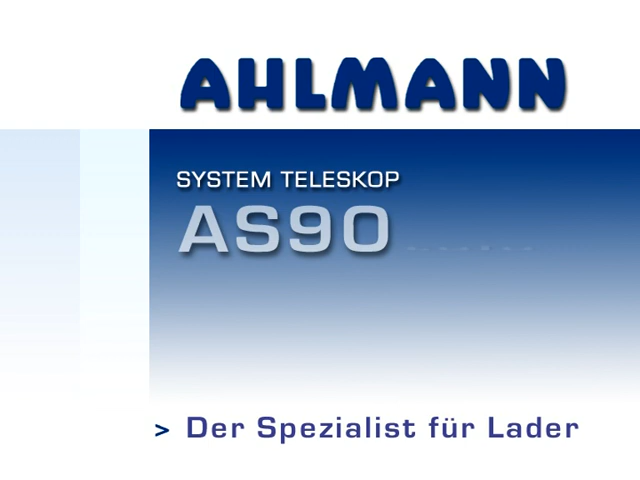 AHLMANN
SYSTEM TELESKOP
AS90
> Der Spezialist für Lader